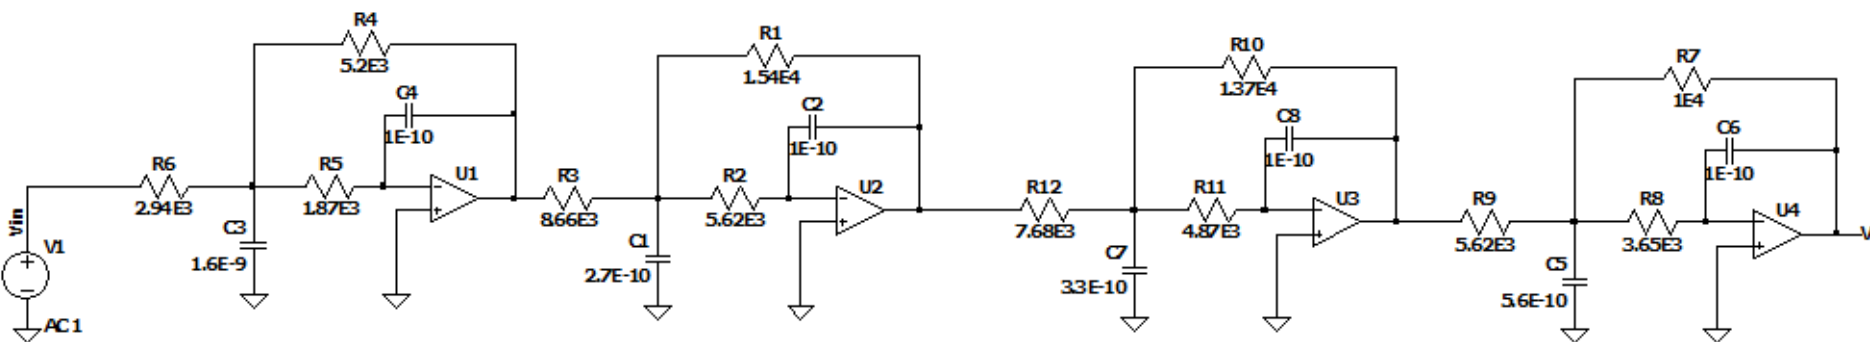 R4
5.2E3
R1
1.54E4
R10
1.37E4
R7
1E4
C4
1E-10
C2
1E-10
C8
1E-10
C6
1E-10
R6
2.94E3
R5
1.87E3
U1
R3
8.66E3
R2
5.62E3
U2
R12
7.68E3
R11
4.87E3
U3
R9
5.62E3
R8
3.65E3
U4
V
Vin
V1
AC 1
C3
1.6E-9
C1
2.7E-10
C7
3.3E-10
C5
5.6E-10